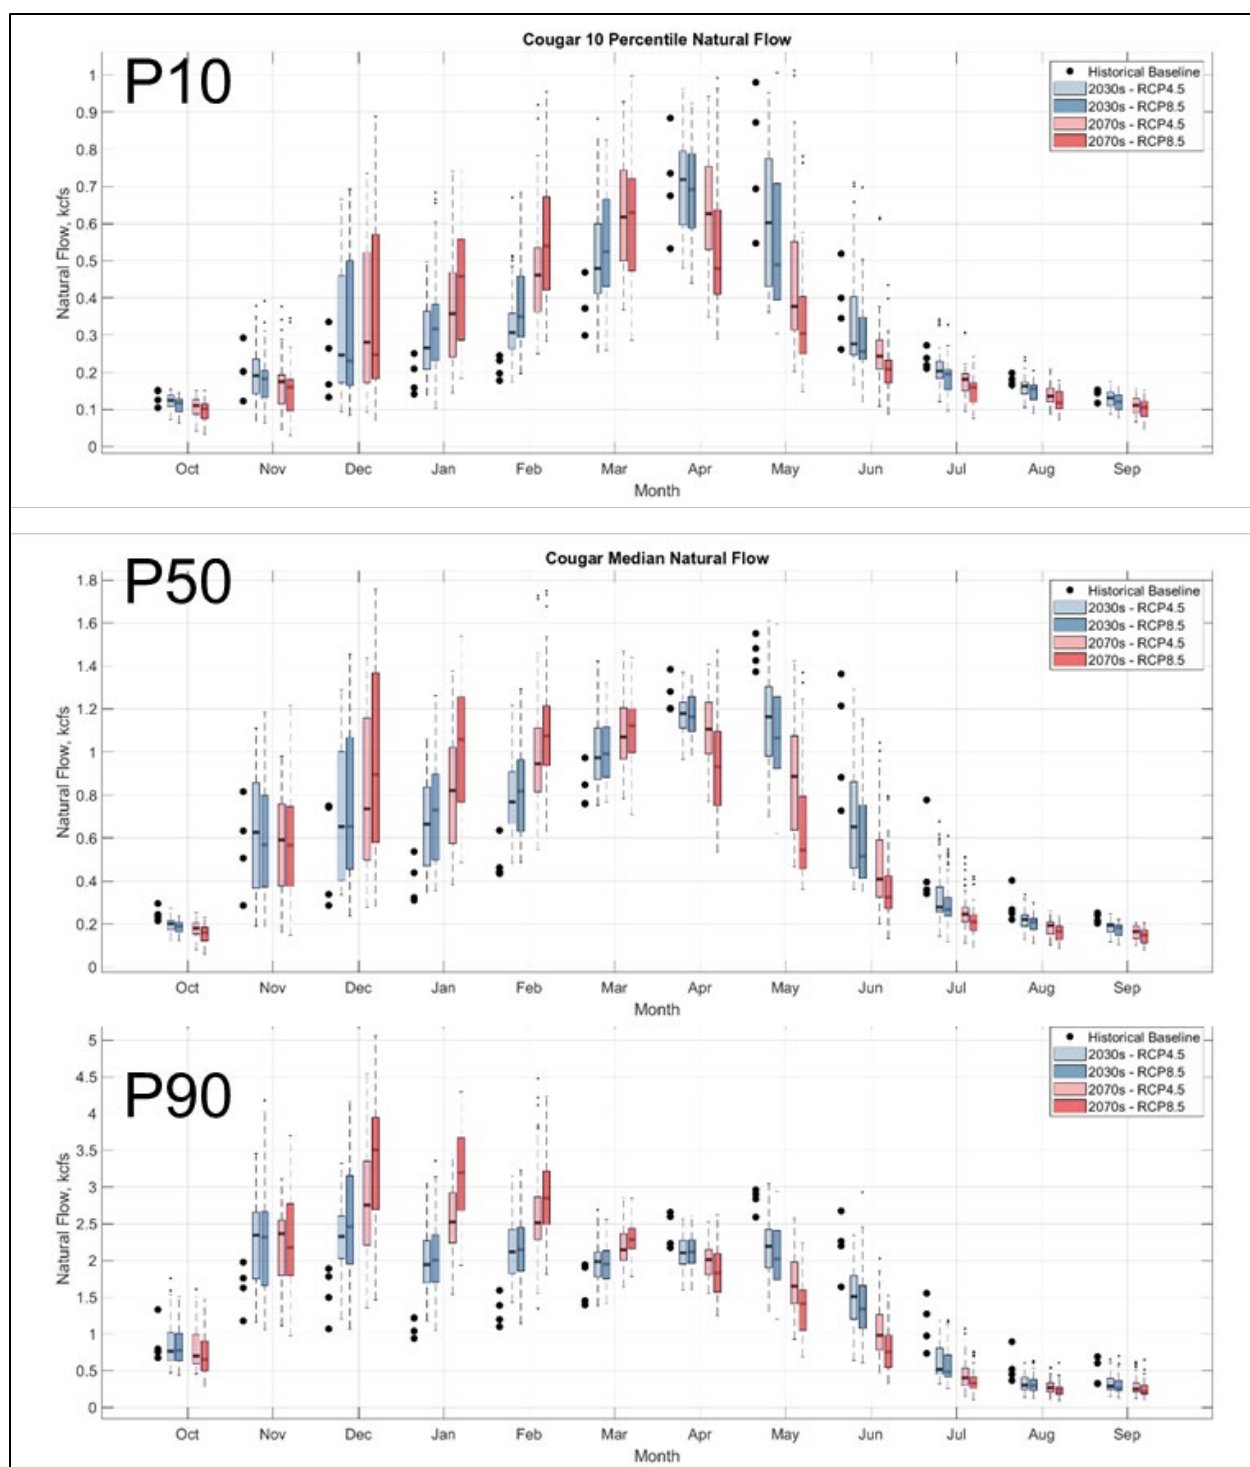 Cougar 10 Percentile Natural Flow
P10
Historical Baseline
2030s - RCP4.5
2030s - RCP8.5
2070s - RCP4.5
2070s - RCP8.5
Natural Flow, kcfs
1
0.9
0.8
0.7
0.6
0.5
0.4
0.3
0.2
0.1
0
Oct Nov Dec Jan Feb Mar Apr May Jun Jul Aug Sep
Month
Cougar Median Natural Flow
P50
Historical Baseline
2030s - RCP4.5
2030s - RCP8.5
2070s - RCP4.5
2070s - RCP8.5
Natural Flow, kcfs
1.8
1.6
1.4
1.2
1
0.8
0.6
0.4
0.2
0
Oct Nov Dec Jan Feb Mar Apr May Jun Jul Aug Sep
Month
P90
Historical Baseline
2030s - RCP4.5
2030s - RCP8.5
2070s - RCP4.5
2070s - RCP8.5
Natural Flow, kcfs
5
4.5
4
3.5
3
2.5
2
1.5
1
0.5
0
Oct Nov Dec Jan Feb Mar Apr May Jun Jul Aug Sep
Month